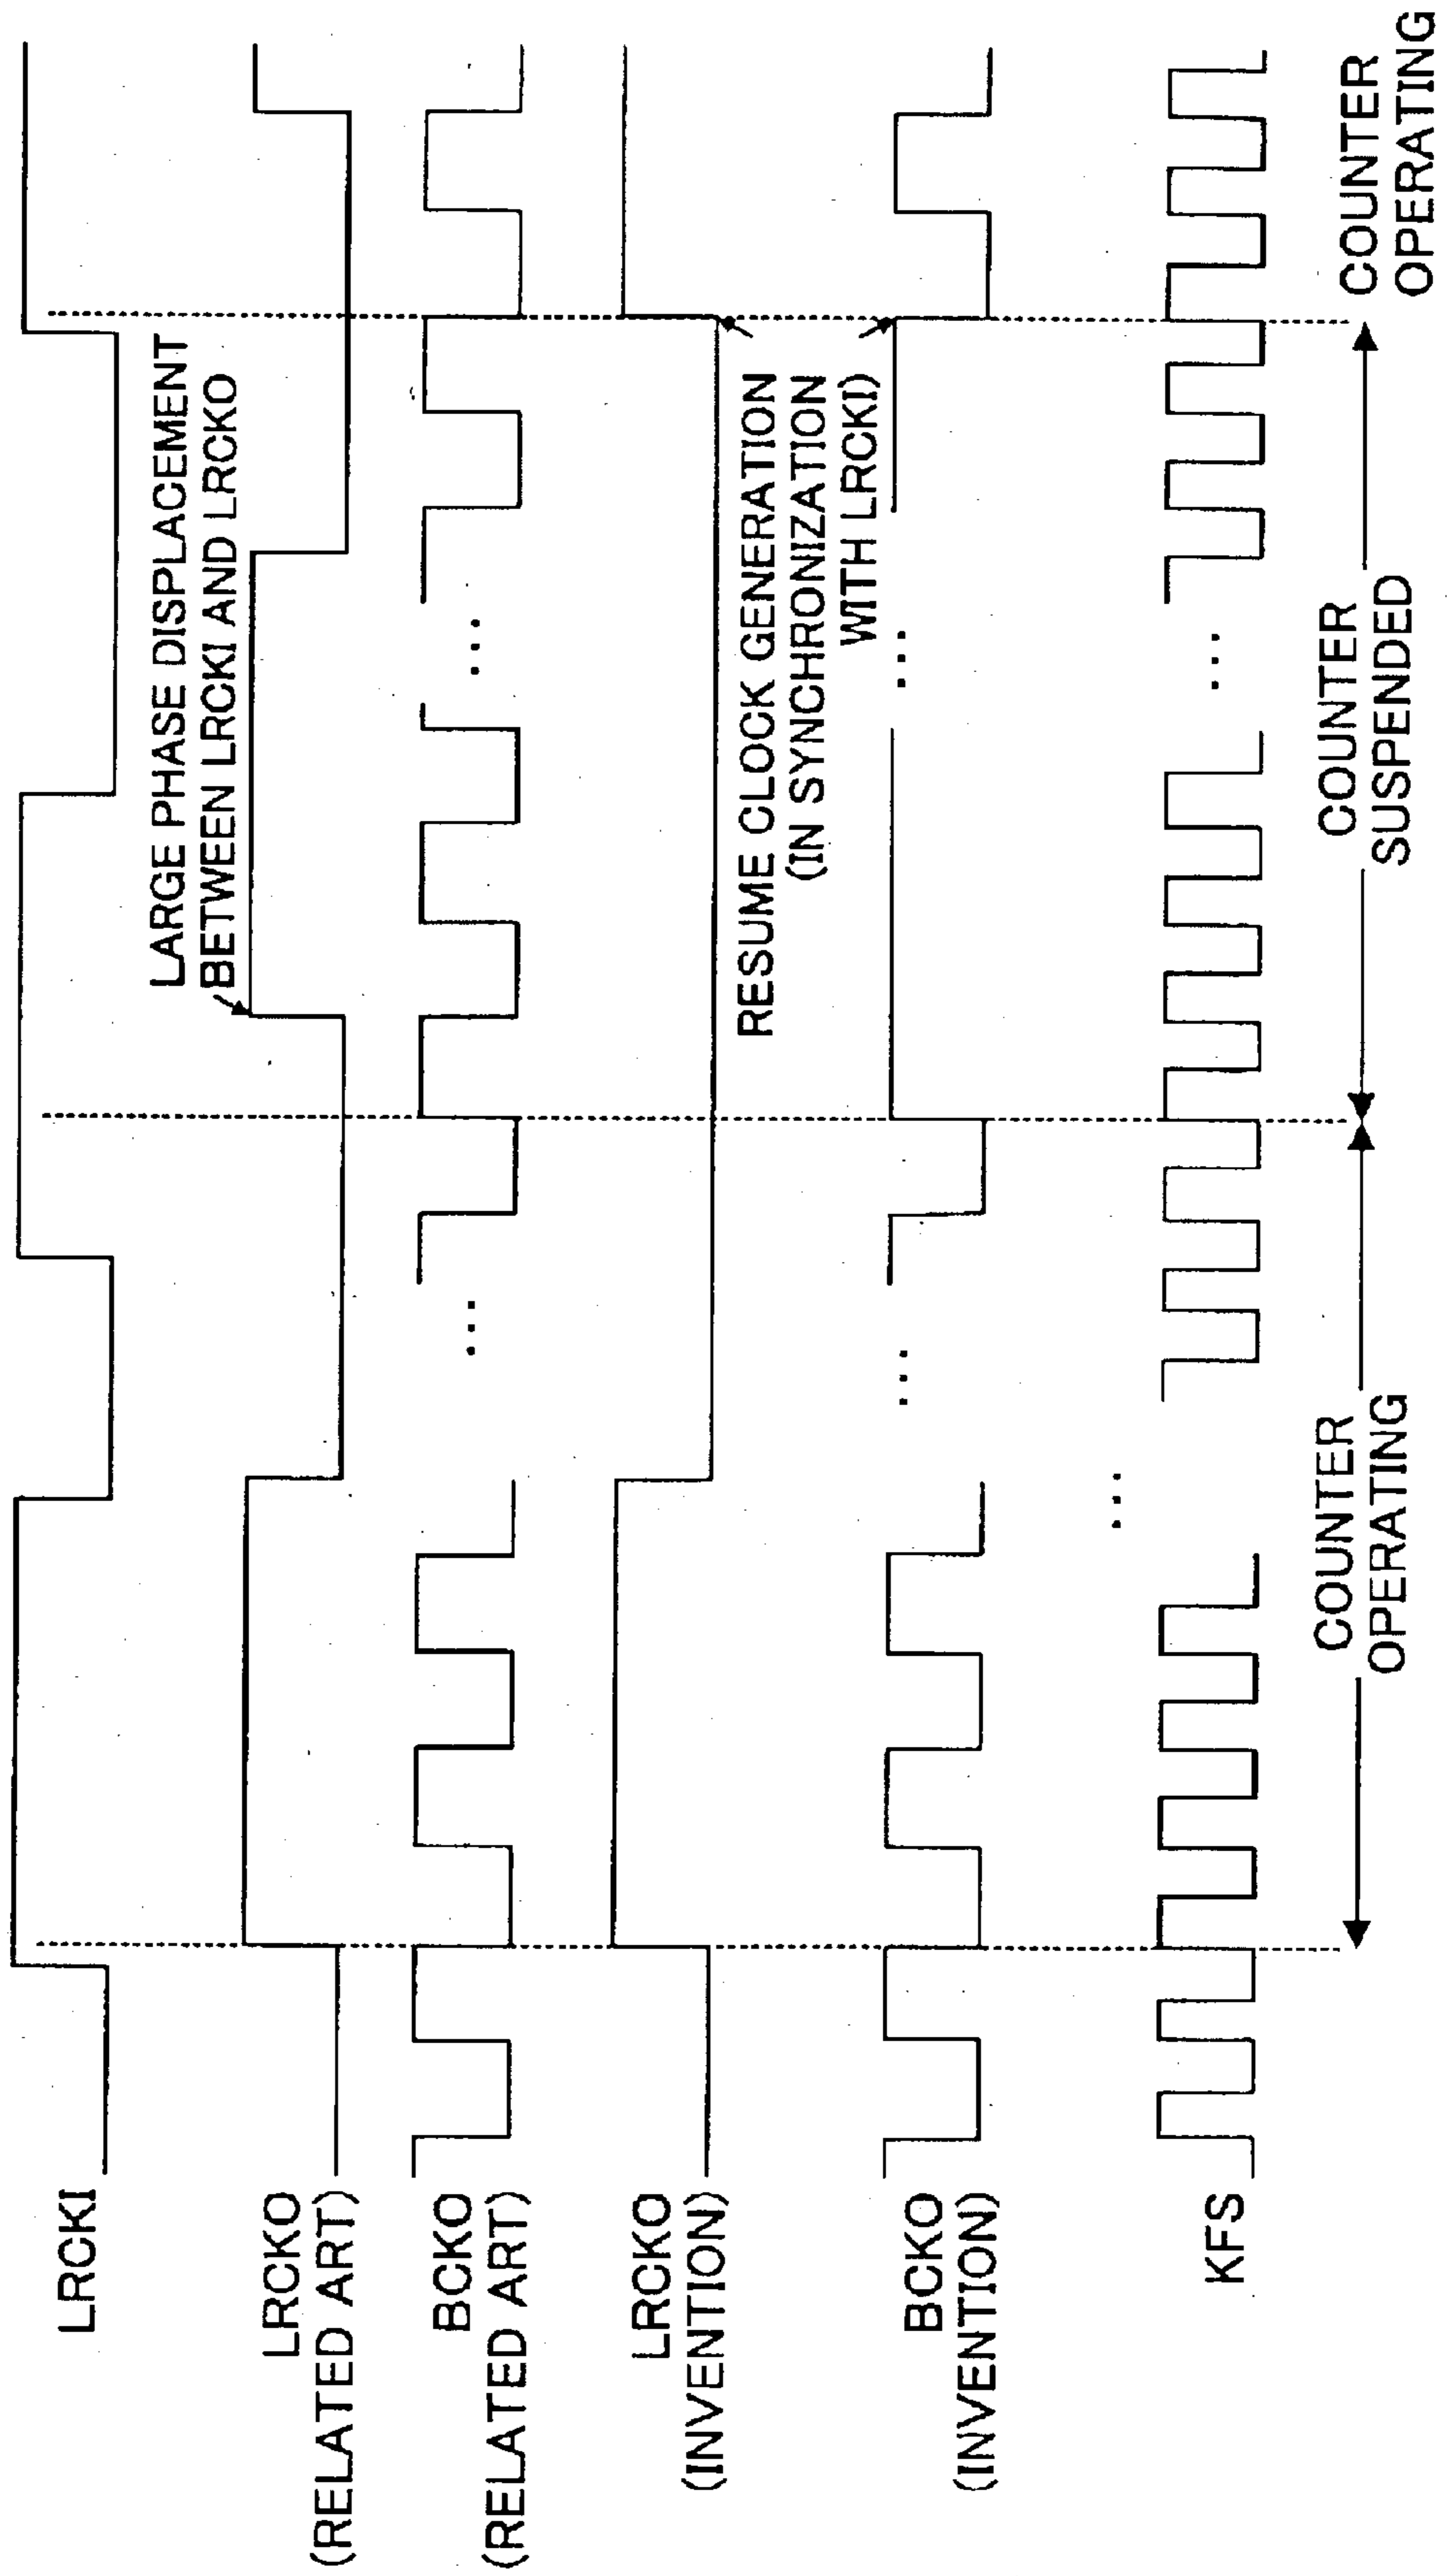 LRCKI
LARGE PHASE DISPLACEMENT
BETWEEN LRCKI AND LRCKO
LRCKO
(RELATED ART)
BCKO
(RELATED ART)
...
...
LRCKO
(INVENTION)
RESUME CLOCK GENERATION
(IN SYNCHRONIZATION
WITH LRCKI)
BCKO
(INVENTION)
...
...
KFS
...
...
COUNTER
OPERATING
COUNTER
SUSPENDED
COUNTER
OPERATING